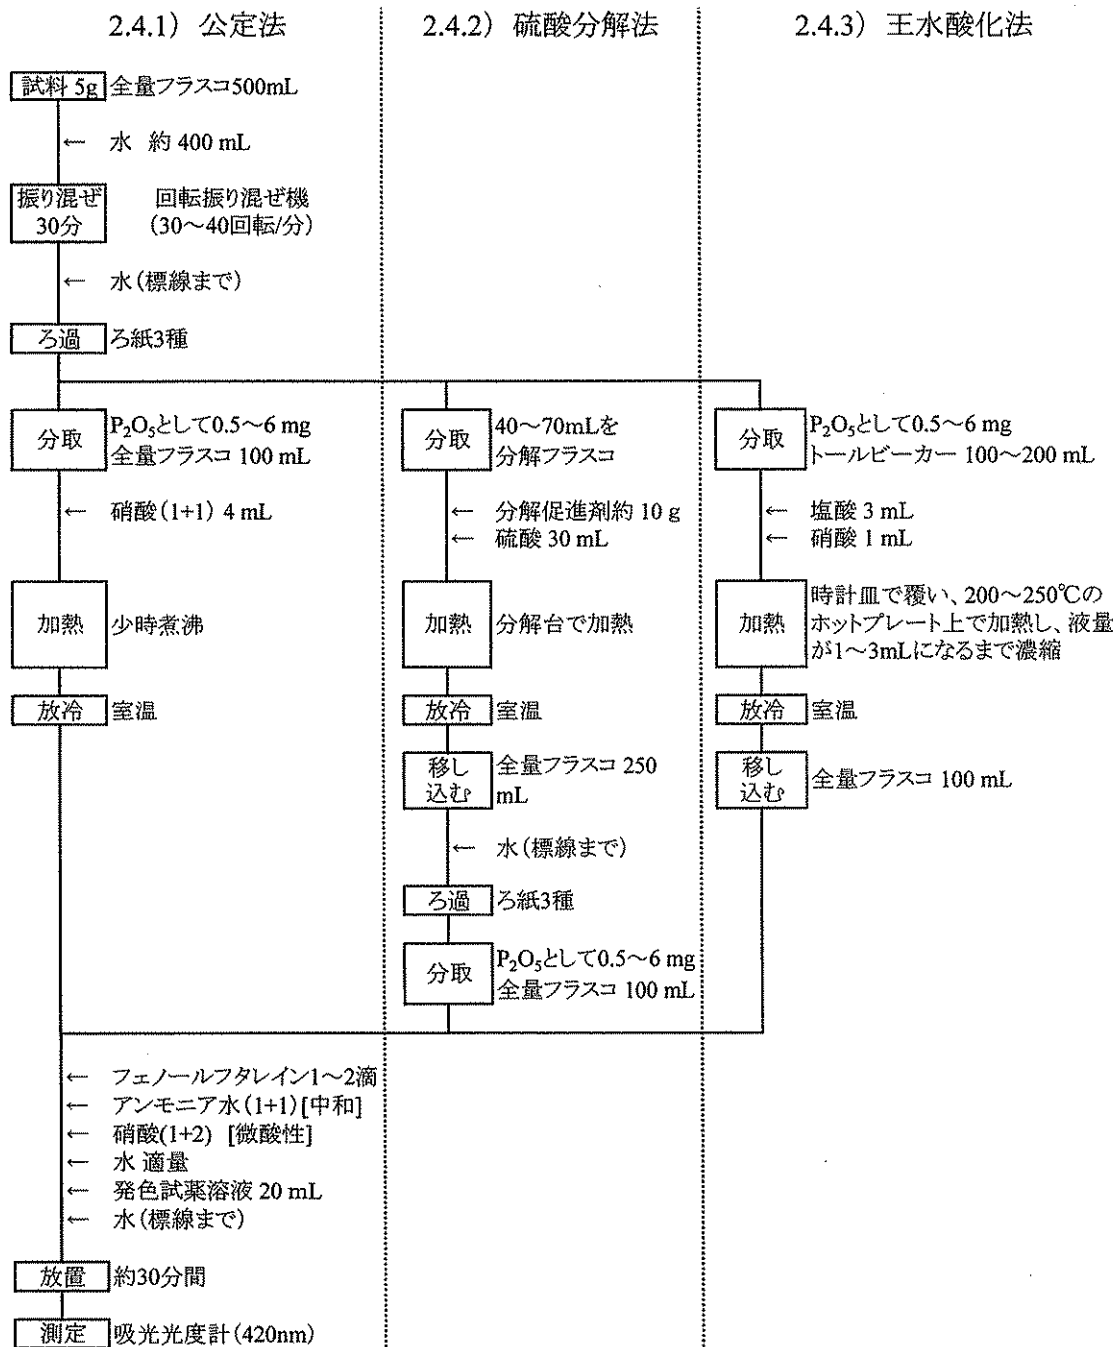 2.4.1) 公定法
2.4.2) 硫酸分解法
2.4.3) 王水酸化法
試料 5g 全量フラスコ500mL
← 水 約 400 mL
振り混ぜ
30分
回転振り混ぜ機
(30～40回転/分)
← 水(標線まで)
ろ過 ろ紙3種
分取
P₂O₅として0.5～6 mg
全量フラスコ 100 mL
← 硝酸(1+1) 4 mL
加熱 少時煮沸
放冷 室温
分取
40～70mLを
分解フラスコ
← 分解促進剤約 10 g
← 硫酸 30 mL
加熱 分解台で加熱
放冷 室温
移し
込む
全量フラスコ 250
mL
← 水(標線まで)
ろ過 ろ紙3種
分取
P₂O₅として0.5～6 mg
全量フラスコ 100 mL
分取
P₂O₅として0.5～6 mg
トールビーカー 100～200 mL
← 塩酸 3 mL
← 硝酸 1 mL
加熱
時計皿で覆い、200～250℃の
ホットプレート上で加熱し、液量
が1～3mLになるまで濃縮
放冷 室温
移し
込む
全量フラスコ 100 mL
← フェノールフタレイン1～2滴
← アンモニア水(1+1)[中和]
← 硝酸(1+2) [微酸性]
← 水 適量
← 発色試薬溶液 20 mL
← 水(標線まで)
放置 約30分間
測定 吸光光度計(420nm)